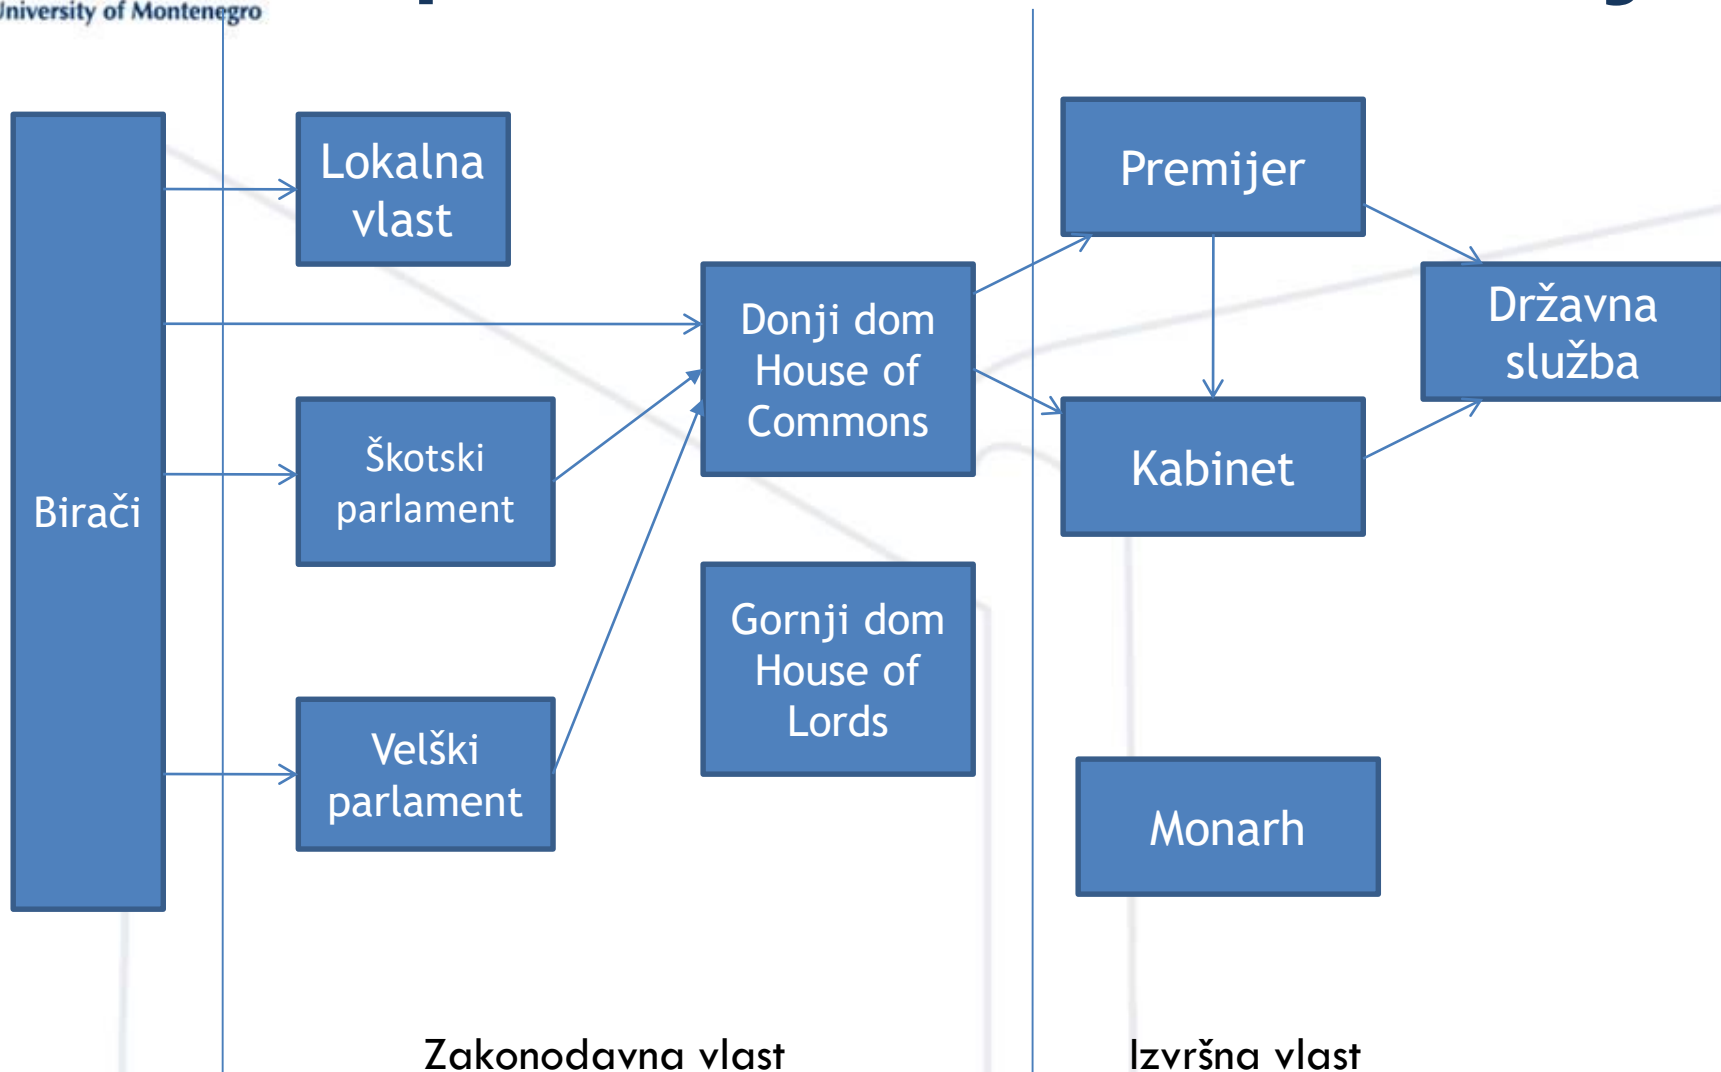 University of Montenegro
Lokalna
vlast
Premijer
Donji dom
House of
Commons
Državna
služba
Birači
Škotski
parlament
Kabinet
Gornji dom
House of
Lords
Velški
parlament
Monarh
Zakonodavna vlast
Izvršna vlast